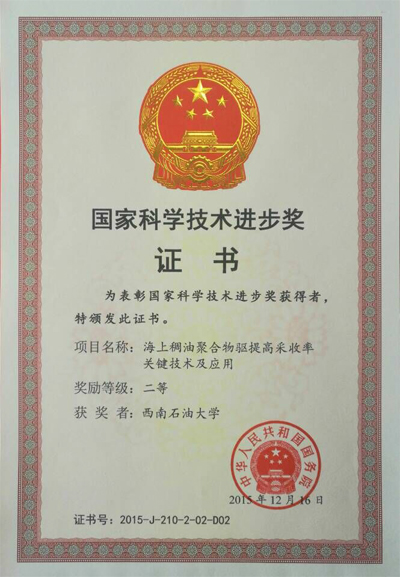 国家科学技术进步奖
证书
为表彰国家科学技术进步奖获得者，
特颁发此证书。
项目名称：海上稠油聚合物驱提高采收率
关键技术及应用
奖励等级：二等
获奖者：西南石油大学
中华人民共和国国务院
2015年12月16日
证书号：2015-J-210-2-02-D02